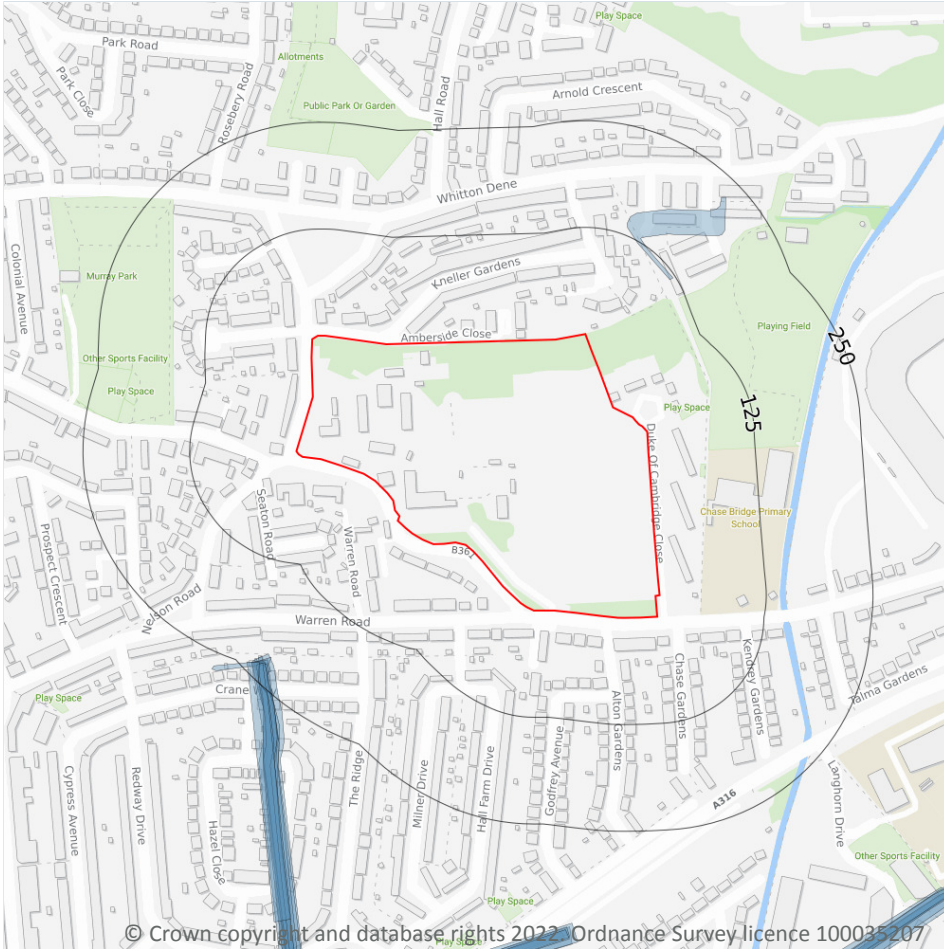 Play Space
Park Road
Allotments
Park Close
Rosebery Road
Hall Road
Arnold Crescent
Public Park Or Garden
Whitton Dene
Colonial Avenue
Murray Park
Kneller Gardens
Playing Field
250
Amberside Close
Other Sports Facility
Play Space
Play Space
125
Duke Of Cambridge Close
Seaton Road
Chase Bridge Primary
School
Prospect Crescent
Warren Road
B361
Nelson Road
Warren Road
Kendrey Gardens
Chase Gardens
Talma Gardens
Play Space
Crane
Alton Gardens
The Ridge
Milner Drive
Hall Farm Drive
Godfrey Avenue
A316
Cypress Avenue
Redway Drive
Hazel Close
Langhorn Drive
Other Sports Facility
Play Space
Play Space
© Crown copyright and database rights 2022. Ordnance Survey licence 100035207